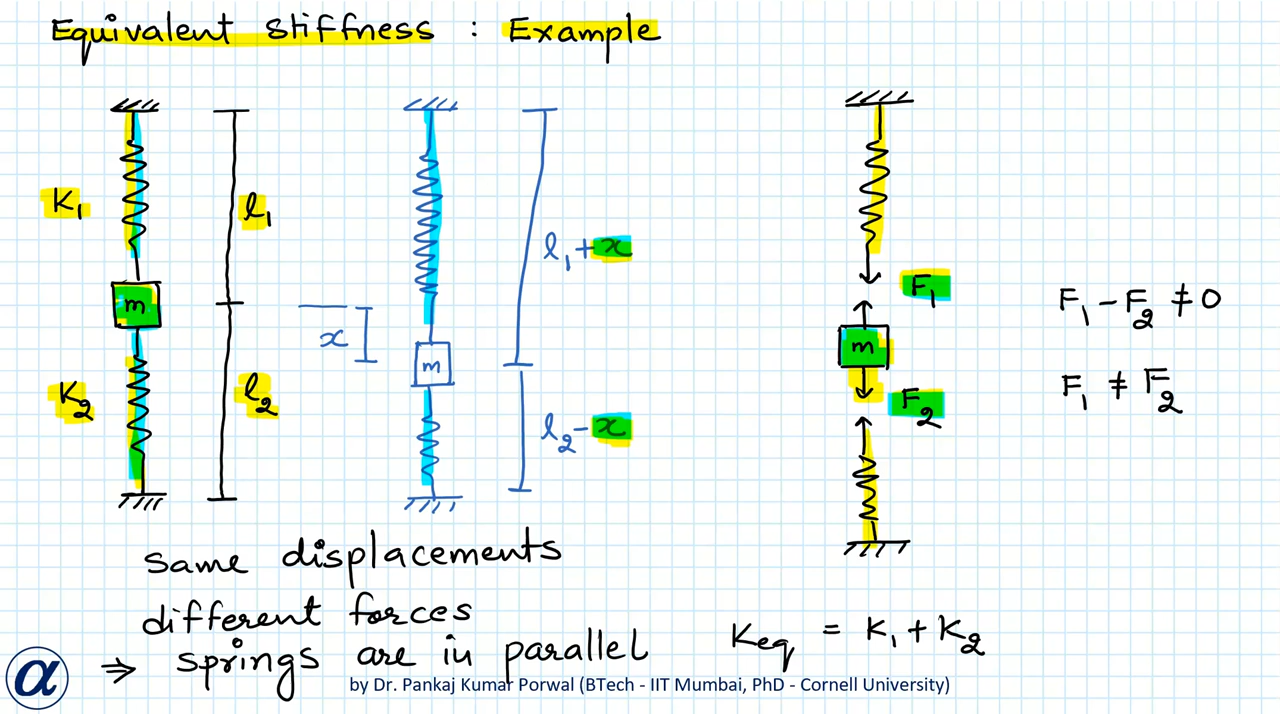 Equivalent stiffness : Example
K₁
l₁
m
K₂
l₂
x
m
l₁+x
l₂-x
F₁
m
F₂
F₁ - F₂ ≠ 0
F₁ ≠ F₂
same displacements
different forces
⇒ springs are in parallel
Keq = K₁ + K₂
α
by Dr. Pankaj Kumar Porwal (BTech - IIT Mumbai, PhD - Cornell University)